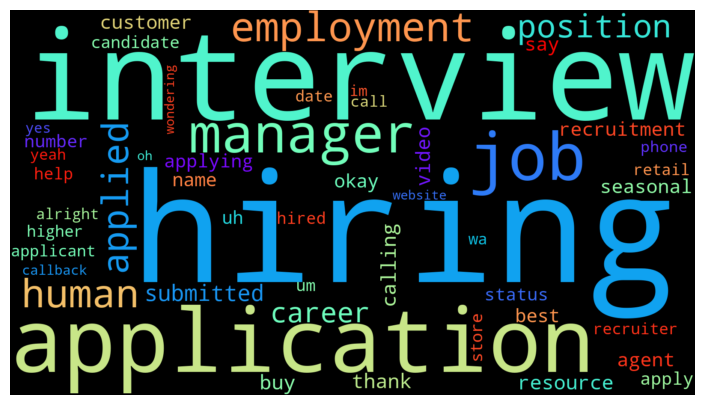 customer
employment
position
candidate
say
interview
wondering
date
im
call
yes
number
yeah
help
applied
oh
manager
applying
name
okay
video
job
recruitment
phone
retail
seasonal
website
alright
higher
applicant
callback
hiring
uh
hired
wa
calling
human
submitted
um
career
status
best
store
recruiter
application
agent
buy
thank
resource
apply